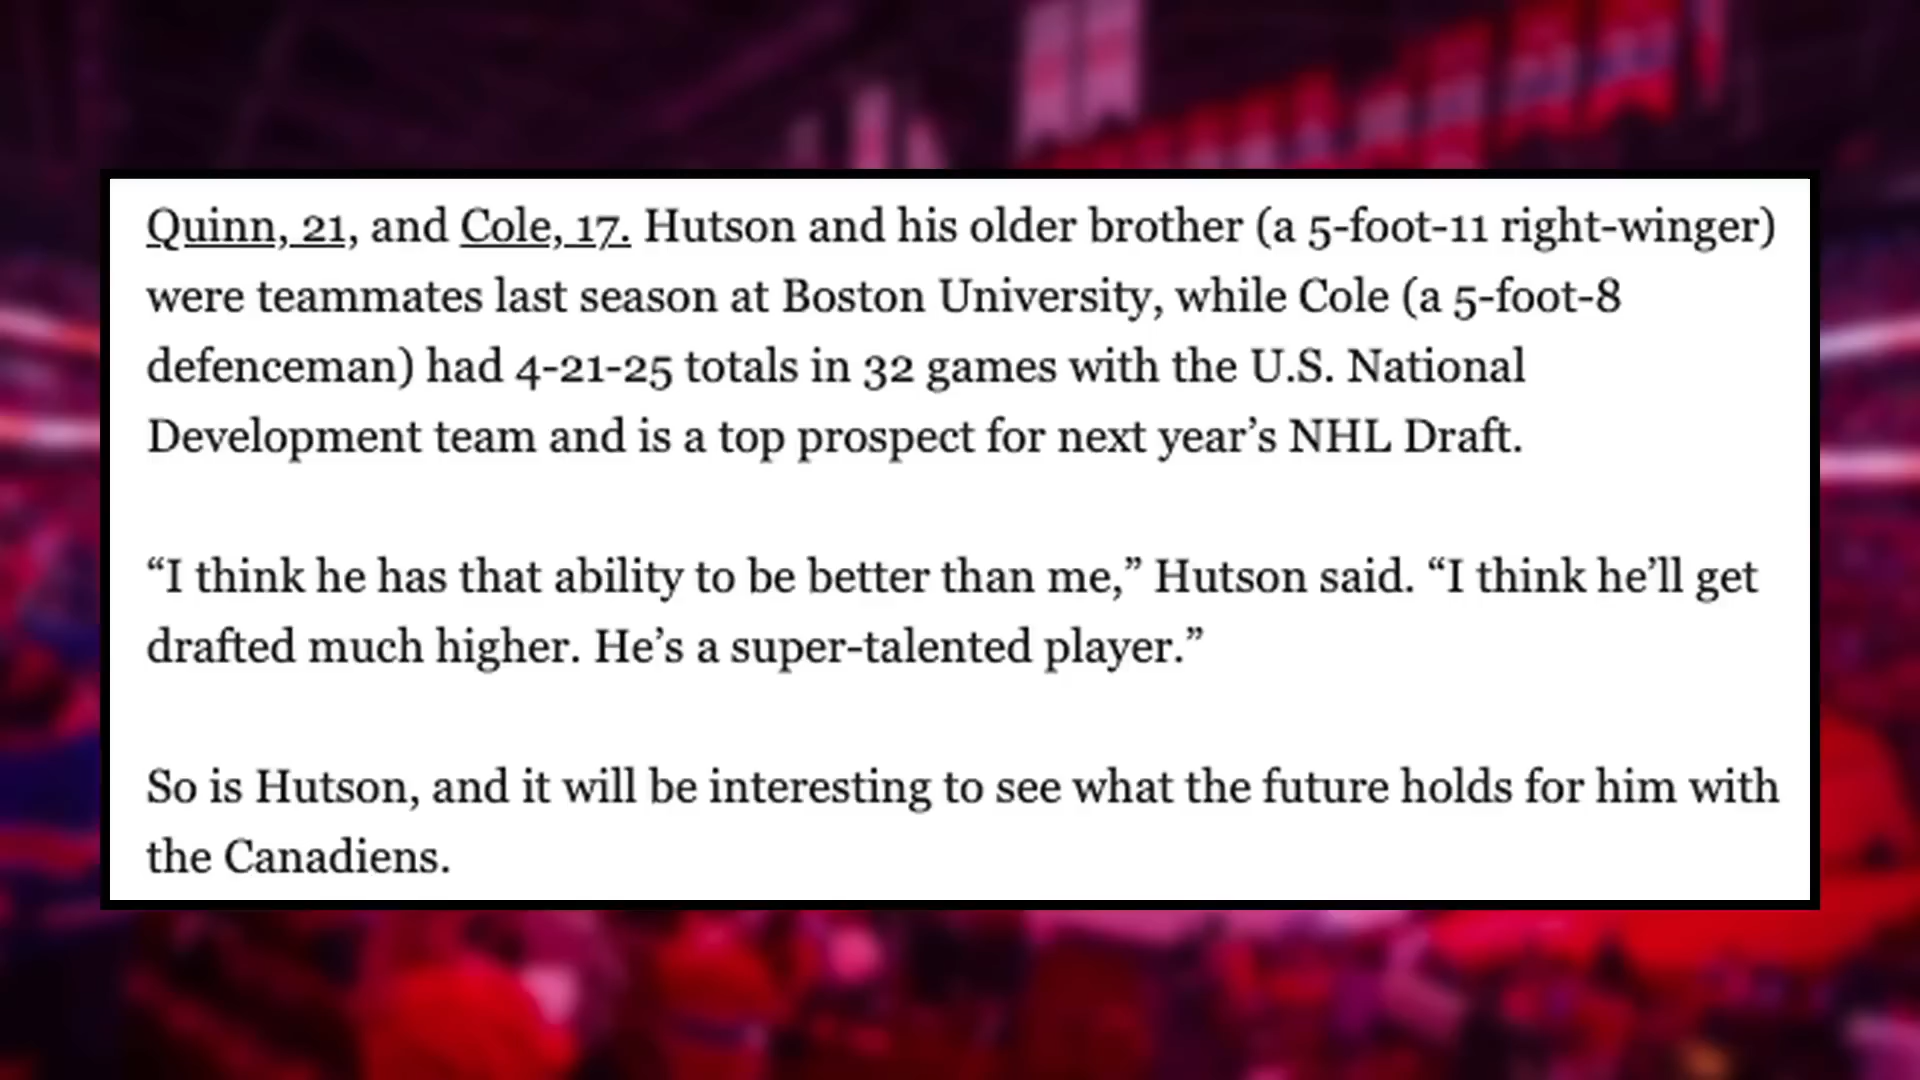 Quinn, 21, and Cole, 17. Hutson and his older brother (a 5-foot-11 right-winger)
were teammates last season at Boston University, while Cole (a 5-foot-8
defenceman) had 4-21-25 totals in 32 games with the U.S. National
Development team and is a top prospect for next year’s NHL Draft.
“I think he has that ability to be better than me,” Hutson said. “I think he’ll get
drafted much higher. He’s a super-talented player.”
So is Hutson, and it will be interesting to see what the future holds for him with
the Canadiens.